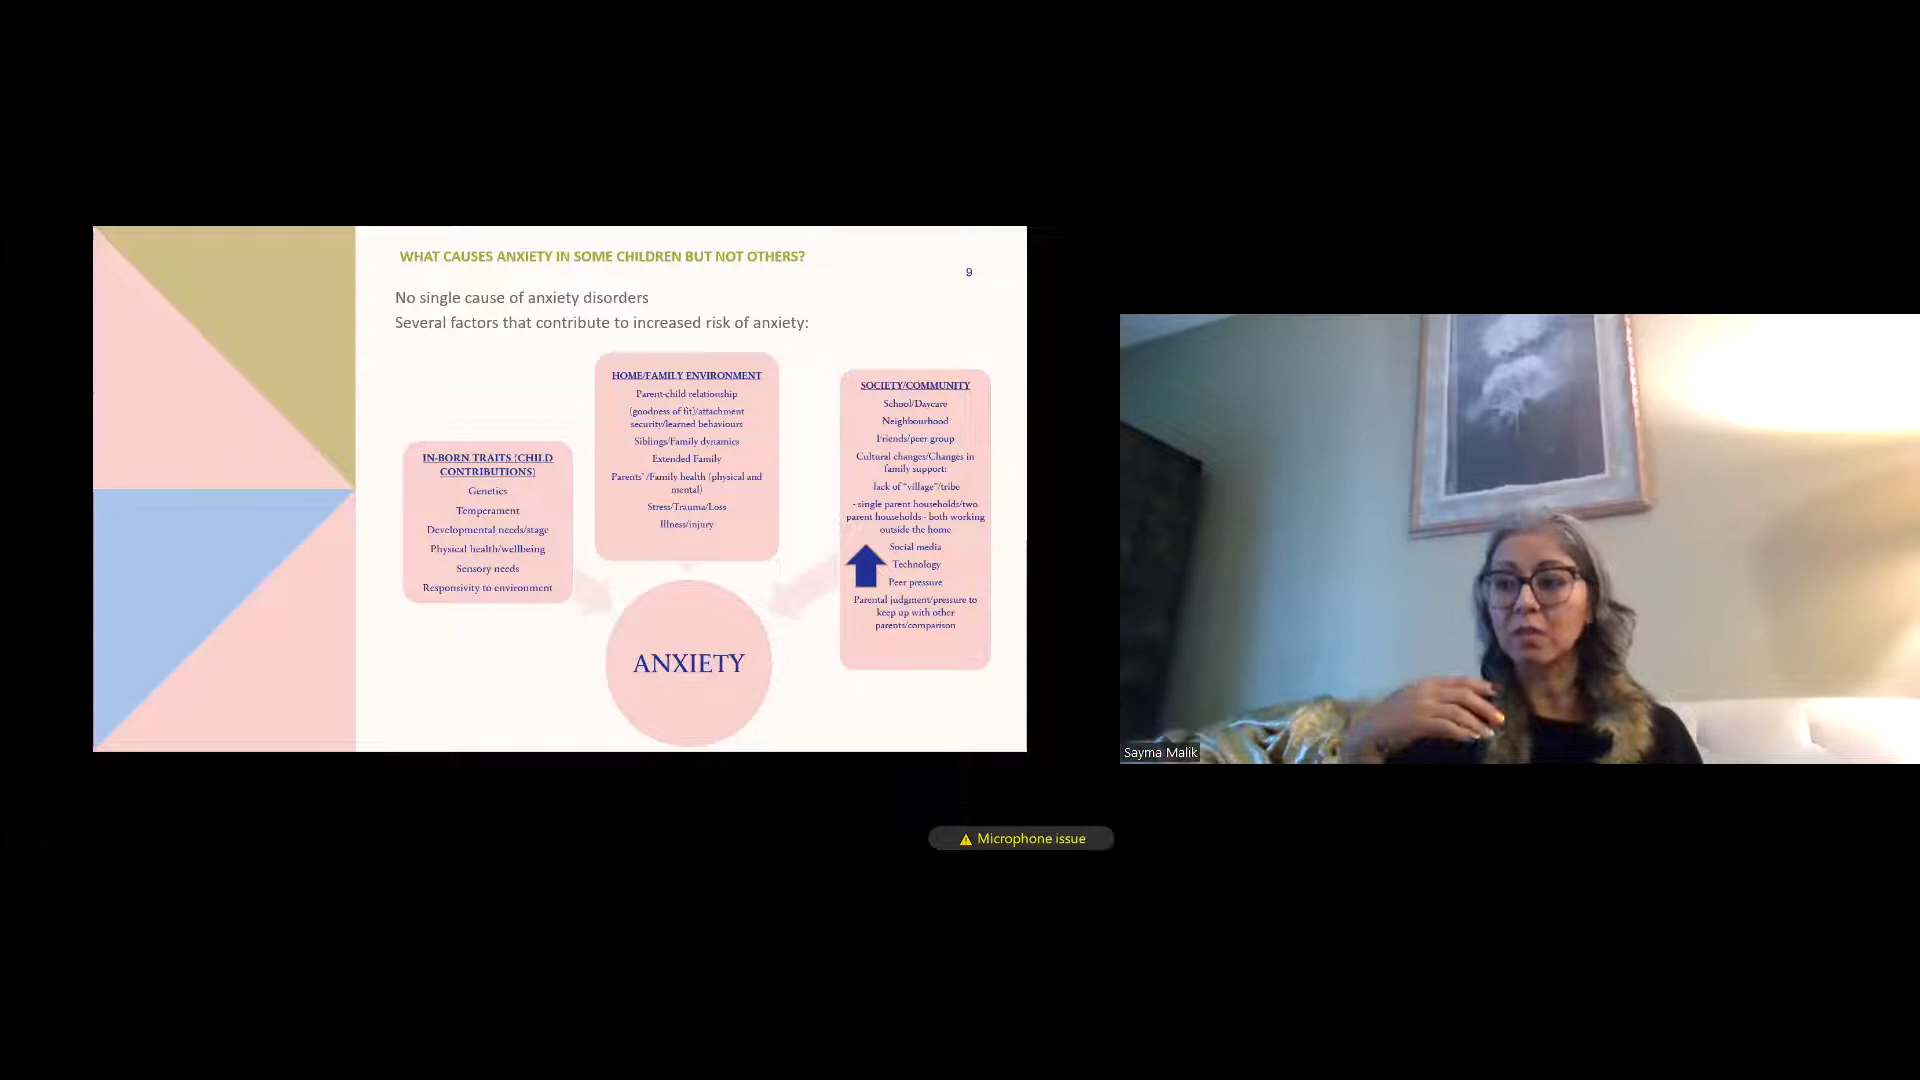 WHAT CAUSES ANXIETY IN SOME CHILDREN BUT NOT OTHERS?
9
No single cause of anxiety disorders
Several factors that contribute to increased risk of anxiety:
IN-BORN TRAITS (CHILD
CONTRIBUTIONS)
Genetics
Temperament
Developmental needs/stage
Physical health/wellbeing
Sensory needs
Responsivity to environment
HOME/FAMILY ENVIRONMENT
Parent-child relationship
(goodness of fit)/attachment
security/learned behaviours
Siblings/Family dynamics
Extended Family
Parents'/Family health (physical and
mental)
Stress/Trauma/Loss
Illness/injury
SOCIETY/COMMUNITY
School/Daycare
Neighbourhood
Friends/peer group
Cultural changes/Changes in
family support:
-lack of "village"/tribe
- single parent households/two
parent households - both working
outside the home
Social media
Technology
Peer pressure
Parental judgment/pressure to
keep up with other
parents/comparison
ANXIETY
Sayma Malik
Microphone issue